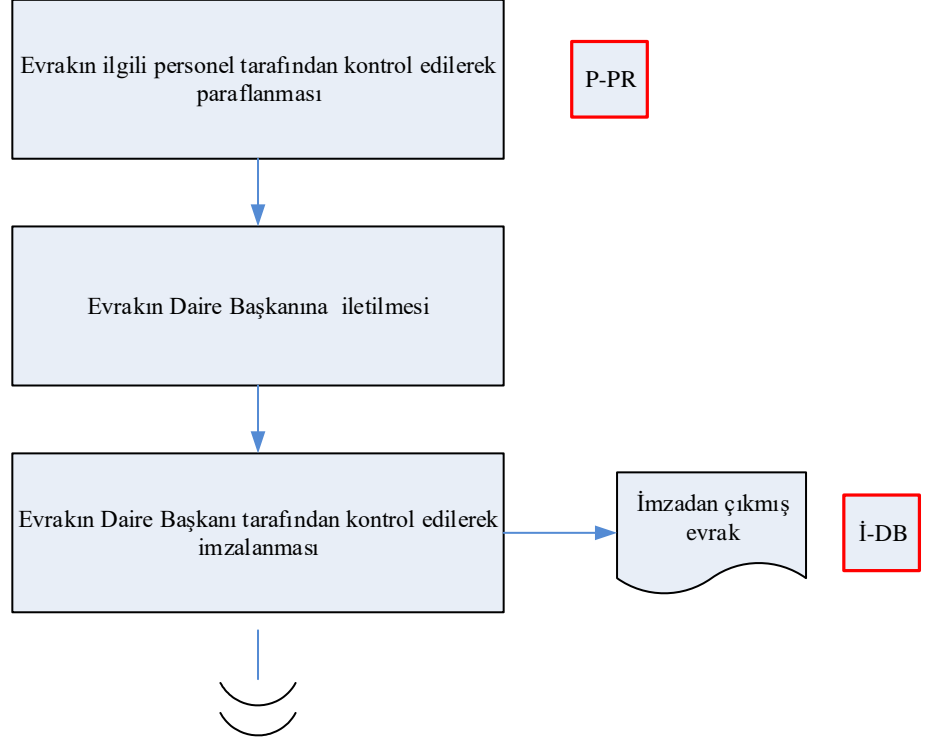 Evrakın ilgili personel tarafından kontrol edilerek
paraflanması
P-PR
Evrakın Daire Başkanına  iletilmesi
Evrakın Daire Başkanı tarafından kontrol edilerek
imzalanması
İmzadan çıkmış
evrak
İ-DB